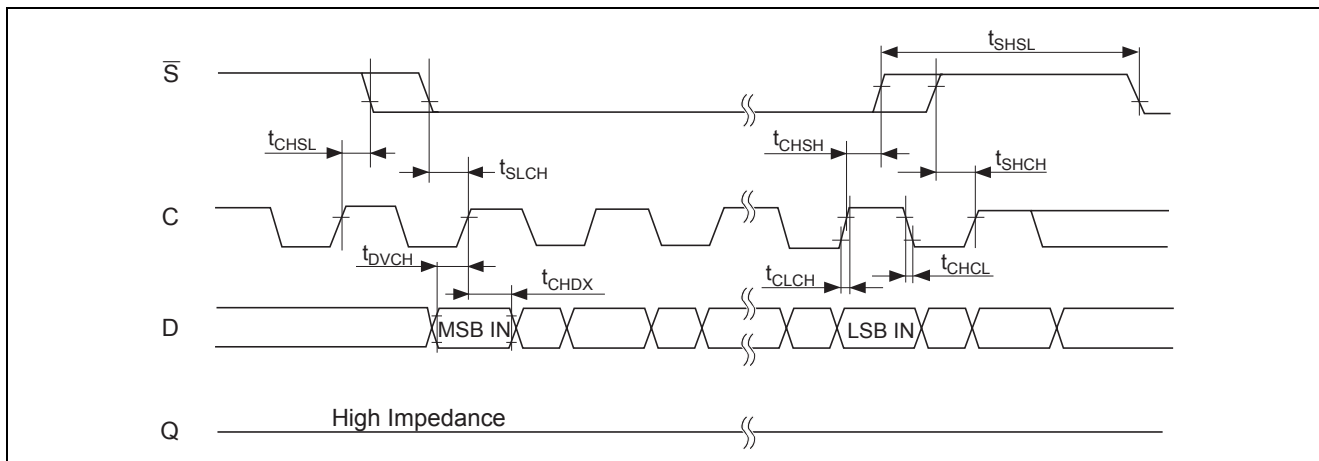 S̅
tSHSL
tCHSL
tSLCH
tCHSH
tSHCH
C
tDVCH
tCHDX
tCLCH
tCHCL
D
MSB IN
LSB IN
Q
High Impedance